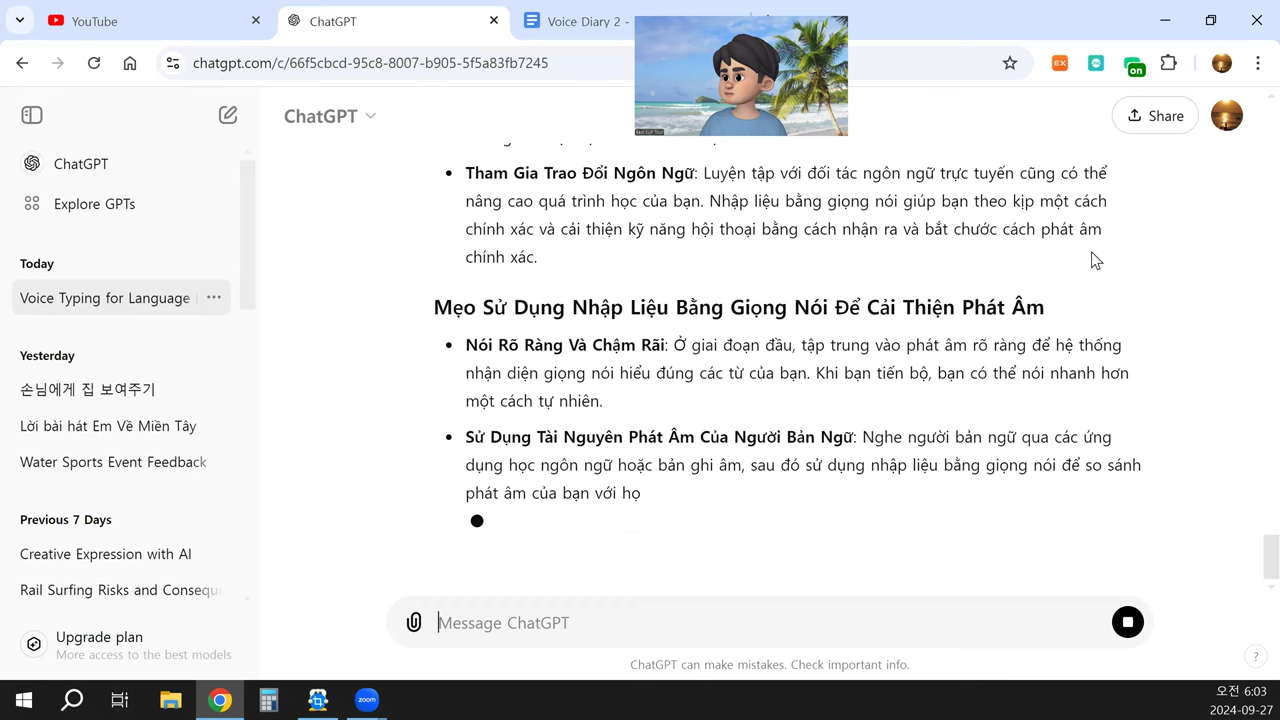 YouTube
ChatGPT
Voice Diary 2 -
chatgpt.com/c/66f5cbcd-95c8-8007-b905-5f5a83fb7245
EX
on
ChatGPT
Share
ChatGPT
Explore GPTs
Today
Voice Typing for Language
Yesterday
손님에게 집 보여주기
Lời bài hát Em Về Miền Tây
Water Sports Event Feedback
Previous 7 Days
Creative Expression with AI
Rail Surfing Risks and Consequ
Upgrade plan
More access to the best models
• Tham Gia Trao Đổi Ngôn Ngữ: Luyện tập với đối tác ngôn ngữ trực tuyến cũng có thể
nâng cao quá trình học của bạn. Nhập liệu bằng giọng nói giúp bạn theo kịp một cách
chính xác và cải thiện kỹ năng hội thoại bằng cách nhận ra và bắt chước cách phát âm
chính xác.
Mẹo Sử Dụng Nhập Liệu Bằng Giọng Nói Để Cải Thiện Phát Âm
• Nói Rõ Ràng Và Chậm Rãi: Ở giai đoạn đầu, tập trung vào phát âm rõ ràng để hệ thống
nhận diện giọng nói hiểu đúng các từ của bạn. Khi bạn tiến bộ, bạn có thể nói nhanh hơn
một cách tự nhiên.
• Sử Dụng Tài Nguyên Phát Âm Của Người Bản Ngữ: Nghe người bản ngữ qua các ứng
dụng học ngôn ngữ hoặc bản ghi âm, sau đó sử dụng nhập liệu bằng giọng nói để so sánh
phát âm của bạn với họ
Message ChatGPT
ChatGPT can make mistakes. Check important info.
?
zoom
오전 6:03
2024-09-27